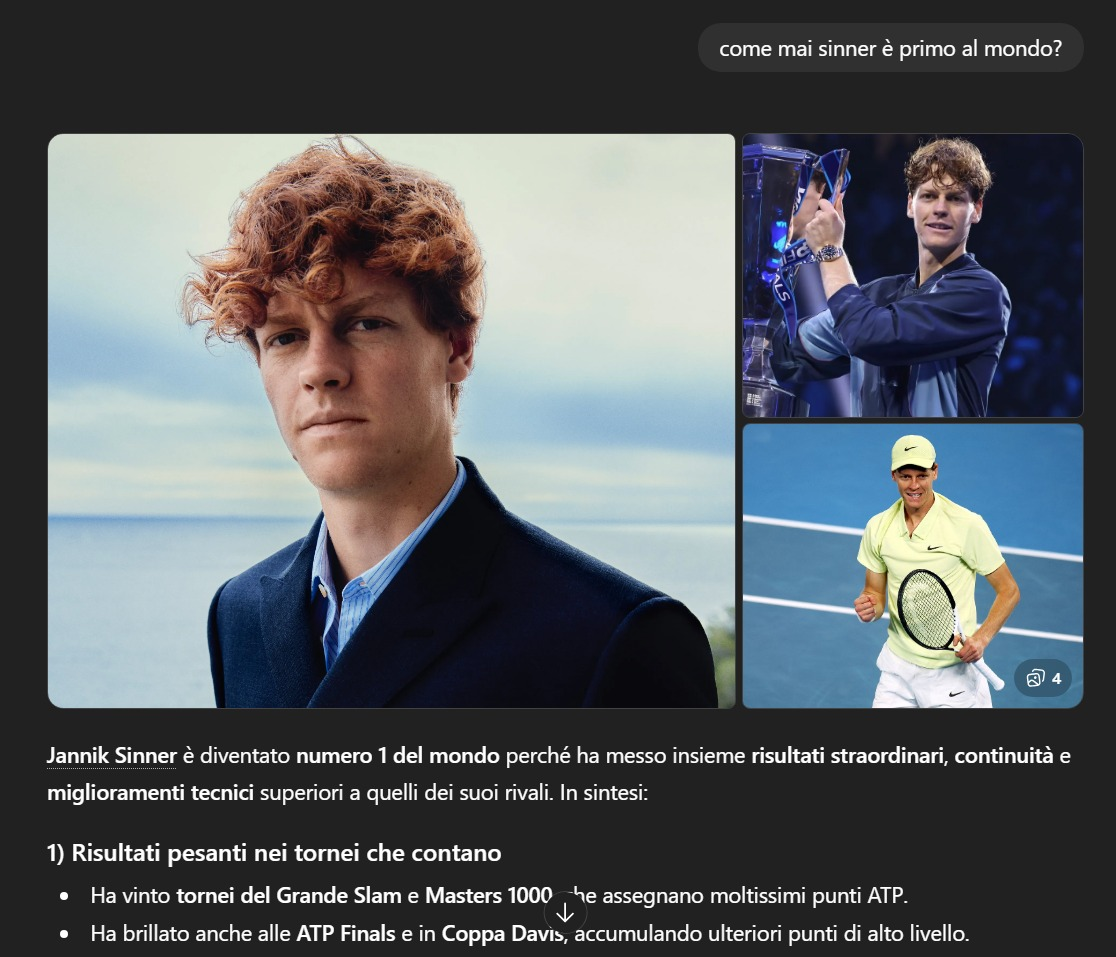 come mai sinner è primo al mondo?
4
Jannik Sinner è diventato numero 1 del mondo perché ha messo insieme risultati straordinari, continuità e
miglioramenti tecnici superiori a quelli dei suoi rivali. In sintesi:
1) Risultati pesanti nei tornei che contano
• Ha vinto tornei del Grande Slam e Masters 1000 che assegnano moltissimi punti ATP.
• Ha brillato anche alle ATP Finals e in Coppa Davis, accumulando ulteriori punti di alto livello.